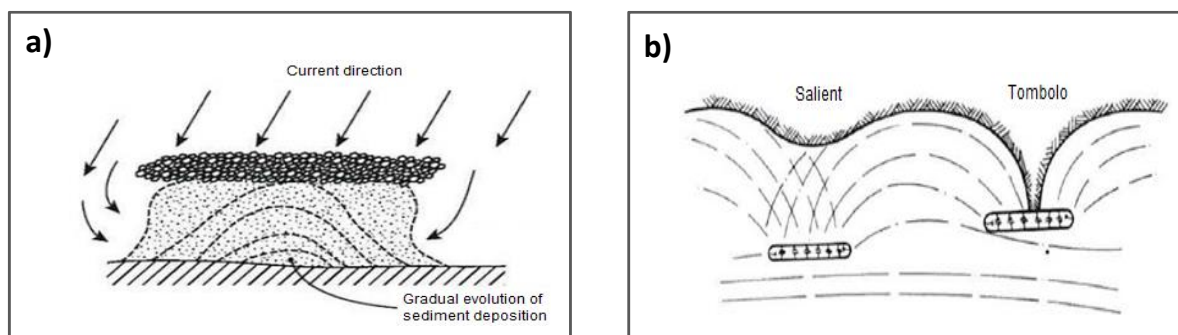 a)
Current direction
Gradual evolution of
sediment deposition
b)
Salient
Tombolo